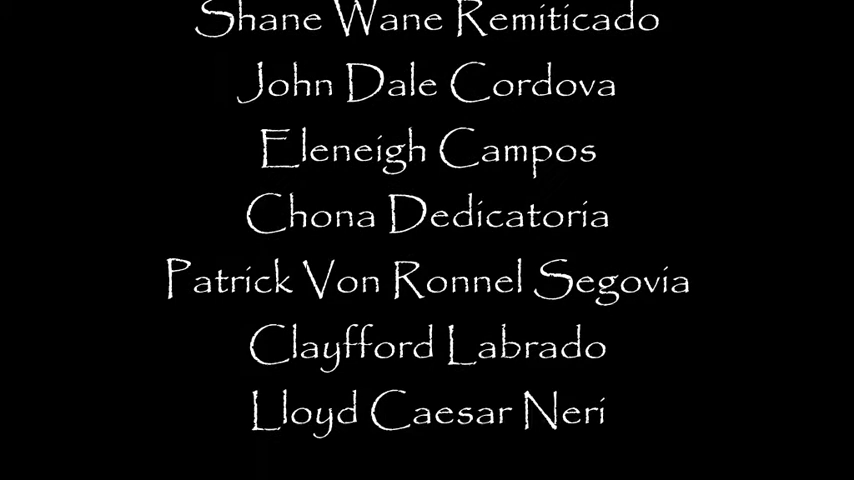 Shane Wane Remiticado
John Dale Cordova
Eleneigh Campos
Chona Dedicatoria
Patrick Von Ronnel Segovia
Clayfford Labrado
Lloyd Caesar Neri